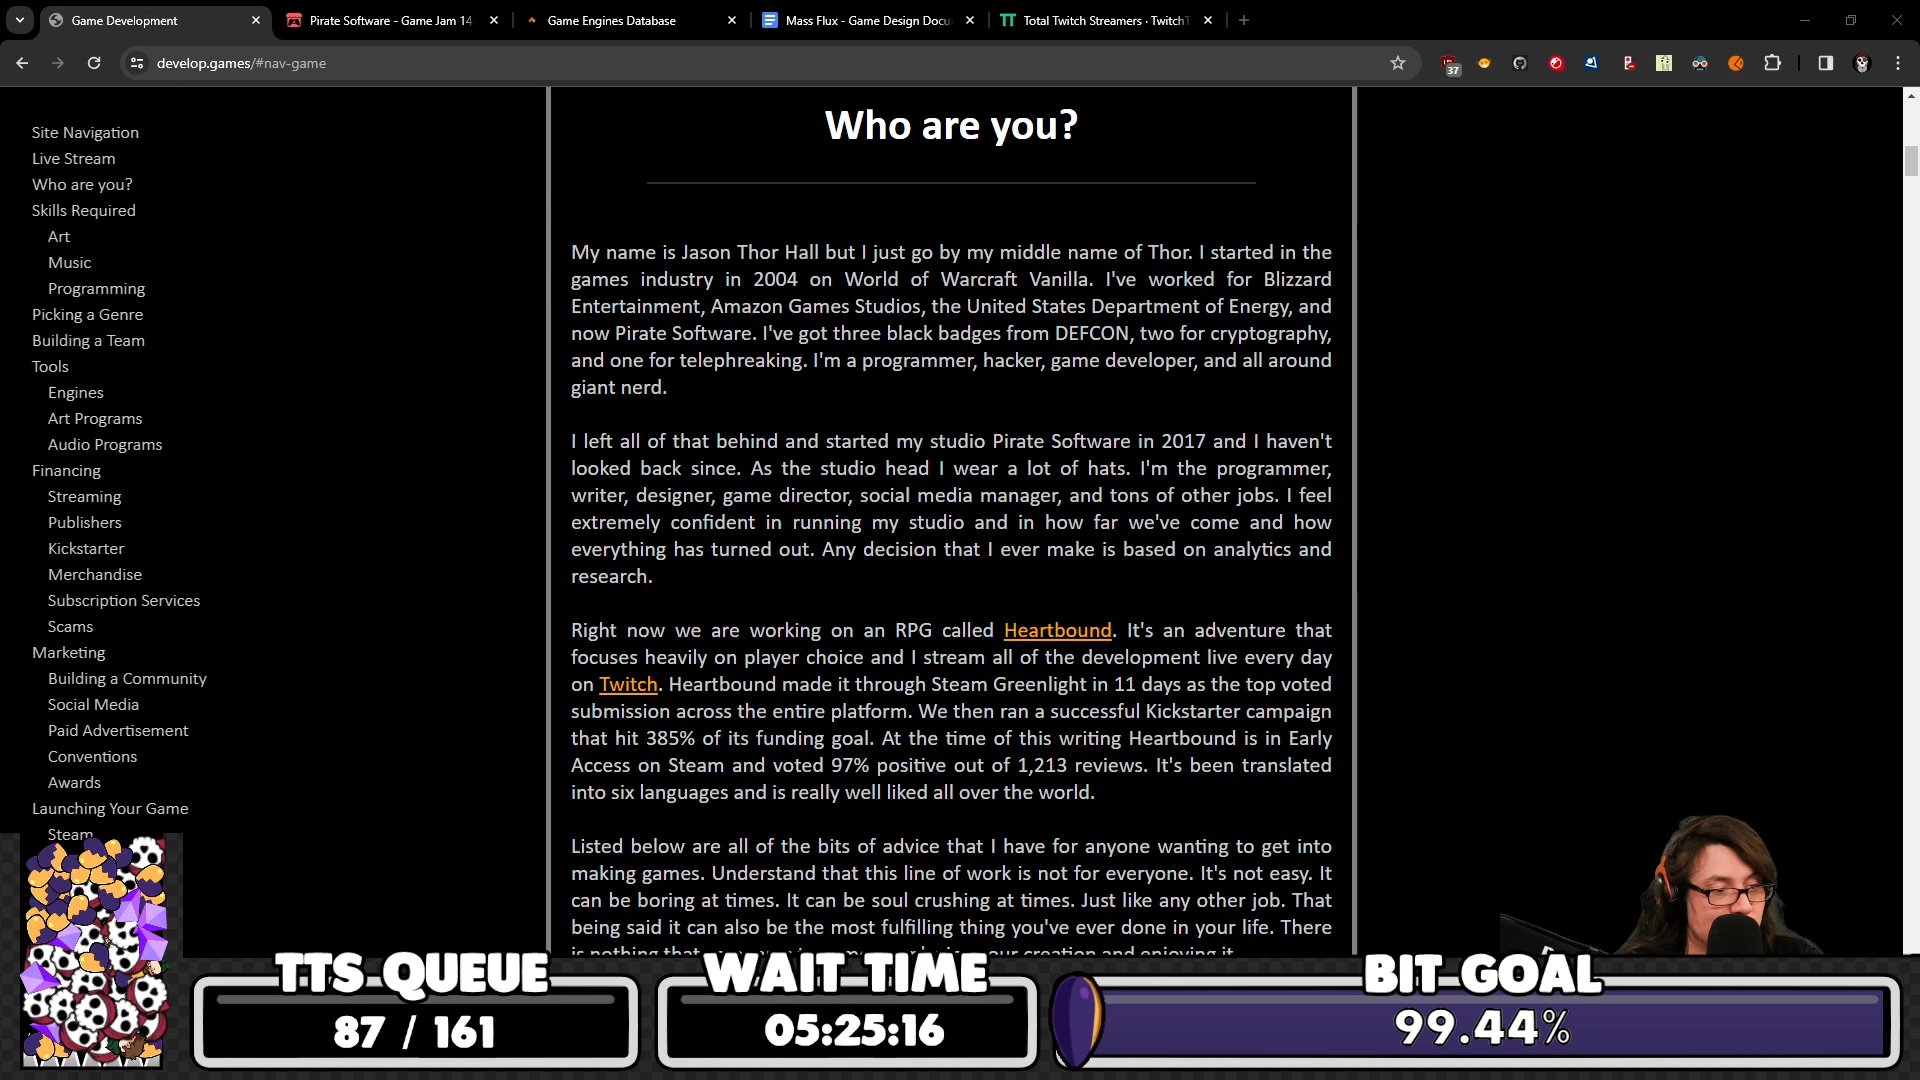 Game Development
Pirate Software - Game Jam 14
Game Engines Database
Mass Flux - Game Design Docu
Total Twitch Streamers · TwitchT
develop.games/#nav-game
37
Site Navigation
Live Stream
Who are you?
Skills Required
Art
Music
Programming
Picking a Genre
Building a Team
Tools
Engines
Art Programs
Audio Programs
Financing
Streaming
Publishers
Kickstarter
Merchandise
Subscription Services
Scams
Marketing
Building a Community
Social Media
Paid Advertisement
Conventions
Awards
Launching Your Game
Steam
Who are you?
My name is Jason Thor Hall but I just go by my middle name of Thor. I started in the
games industry in 2004 on World of Warcraft Vanilla. I've worked for Blizzard
Entertainment, Amazon Games Studios, the United States Department of Energy, and
now Pirate Software. I've got three black badges from DEFCON, two for cryptography,
and one for telephreaking. I'm a programmer, hacker, game developer, and all around
giant nerd.
I left all of that behind and started my studio Pirate Software in 2017 and I haven't
looked back since. As the studio head I wear a lot of hats. I'm the programmer,
writer, designer, game director, social media manager, and tons of other jobs. I feel
extremely confident in running my studio and in how far we've come and how
everything has turned out. Any decision that I ever make is based on analytics and
research.
Right now we are working on an RPG called Heartbound. It's an adventure that
focuses heavily on player choice and I stream all of the development live every day
on Twitch. Heartbound made it through Steam Greenlight in 11 days as the top voted
submission across the entire platform. We then ran a successful Kickstarter campaign
that hit 385% of its funding goal. At the time of this writing Heartbound is in Early
Access on Steam and voted 97% positive out of 1,213 reviews. It's been translated
into six languages and is really well liked all over the world.
Listed below are all of the bits of advice that I have for anyone wanting to get into
making games. Understand that this line of work is not for everyone. It's not easy. It
can be boring at times. It can be soul crushing at times. Just like any other job. That
being said it can also be the most fulfilling thing you've ever done in your life. There
is nothing that your creation and enjoying it.
TTS QUEUE
87 / 161
WAIT TIME
05:25:16
BIT GOAL
99.44%